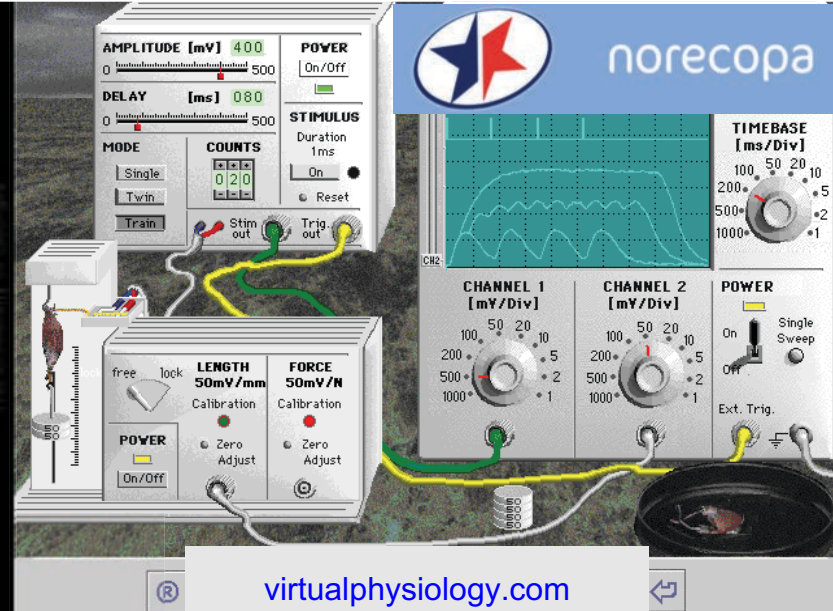 AMPLITUDE [mV] 400
0 500
DELAY [ms] 080
0 500
MODE
Single
Twin
Train
COUNTS
+ + +
0 2 0
- - -
Stim out
Trig. out
POWER
On/Off
STIMULUS
Duration
1ms
On
Reset
norecopa
CH2
TIMEBASE
[ms/Div]
1000 500 200 100 50 20 10 5 2 1
CHANNEL 1
[mV/Div]
1000 500 200 100 50 20 10 5 2 1
CHANNEL 2
[mV/Div]
1000 500 200 100 50 20 10 5 2 1
POWER
On
Off
Single
Sweep
Ext. Trig.
free lock
POWER
On/Off
LENGTH
50mV/mm
Calibration
Zero
Adjust
FORCE
50mV/N
Calibration
Zero
Adjust
50
50
50
50
50
50
® virtualphysiology.com